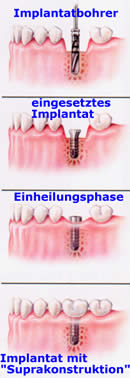 Implantatbohrer
eingesetztes
Implantat
Einheilungsphase
Implantat mit
"Suprakonstruktion"